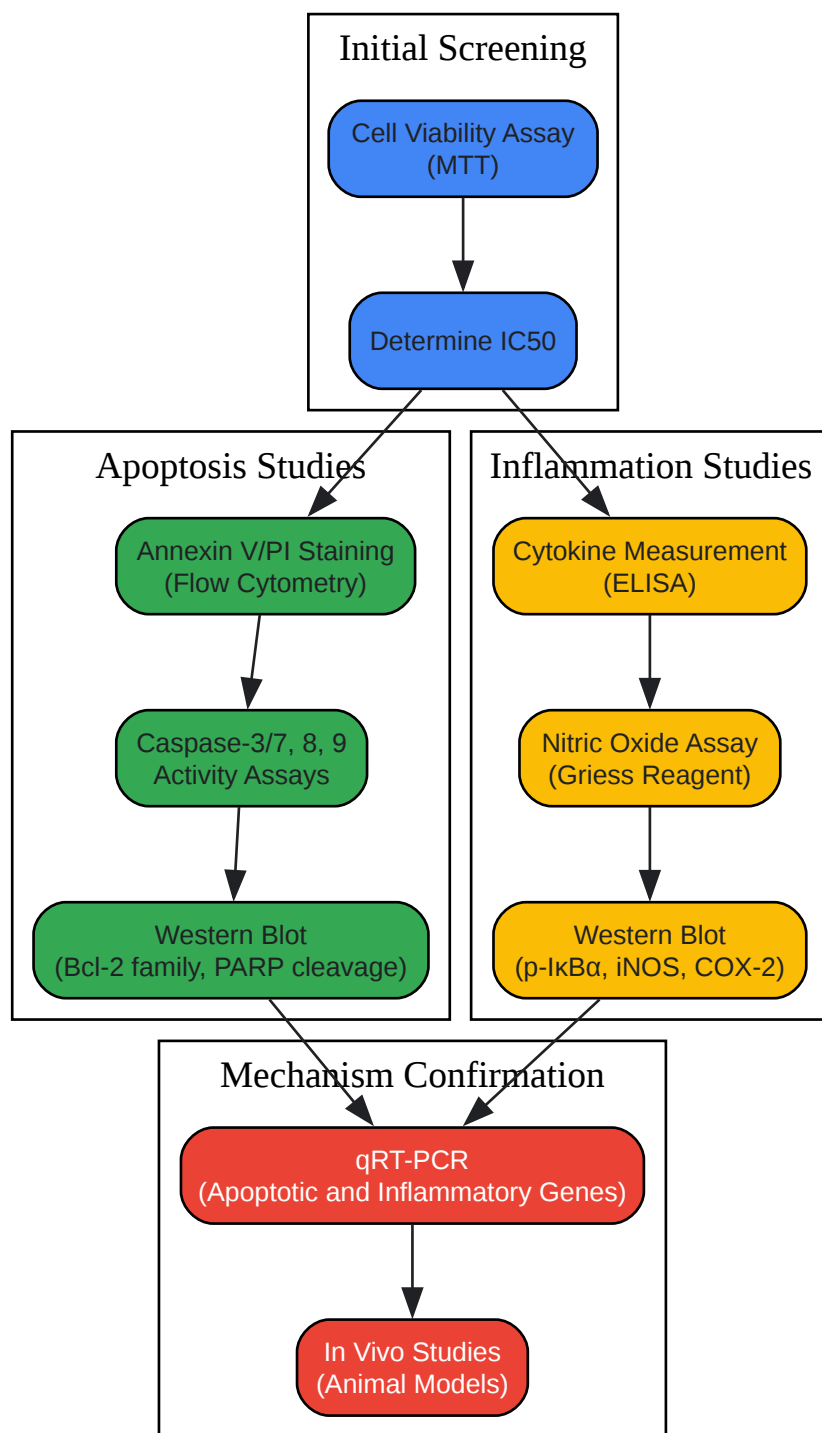 Initial Screening
Cell Viability Assay
(MTT)
Determine IC50
Apoptosis Studies
Annexin V/PI Staining
(Flow Cytometry)
Caspase-3/7, 8, 9
Activity Assays
Western Blot
(Bcl-2 family, PARP cleavage)
Inflammation Studies
Cytokine Measurement
(ELISA)
Nitric Oxide Assay
(Griess Reagent)
Western Blot
(p-IκBα, iNOS, COX-2)
Mechanism Confirmation
qRT-PCR
(Apoptotic and Inflammatory Genes)
In Vivo Studies
(Animal Models)